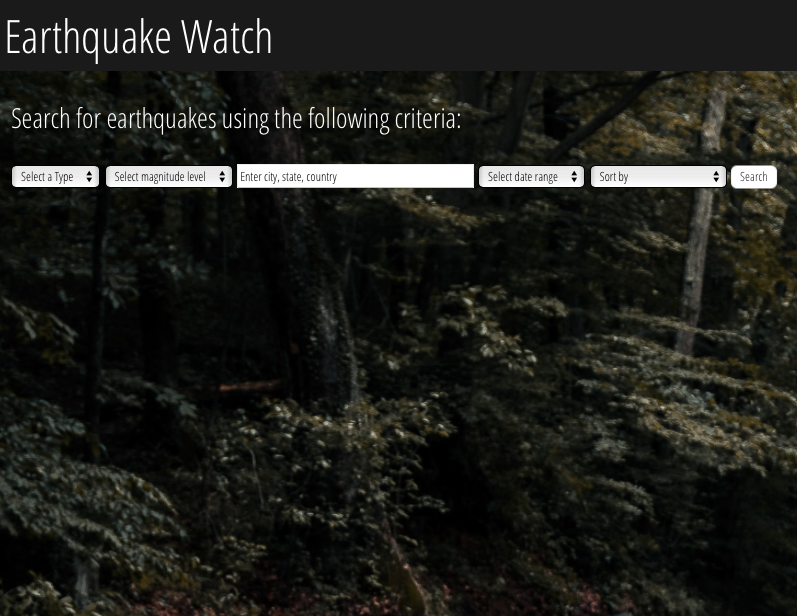 Earthquake Watch
Search for earthquakes using the following criteria:
Select a Type Select magnitude level Enter city, state, country Select date range Sort by Search